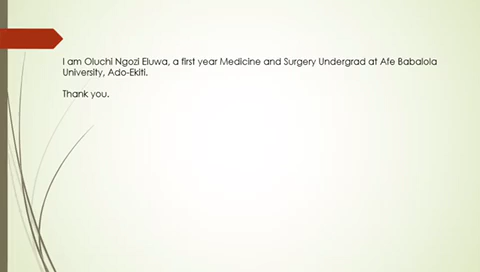 I am Oluchi Ngozi Eluwa, a first year Medicine and Surgery Undergrad at Afe Babalola
University, Ado-Ekiti.
Thank you.